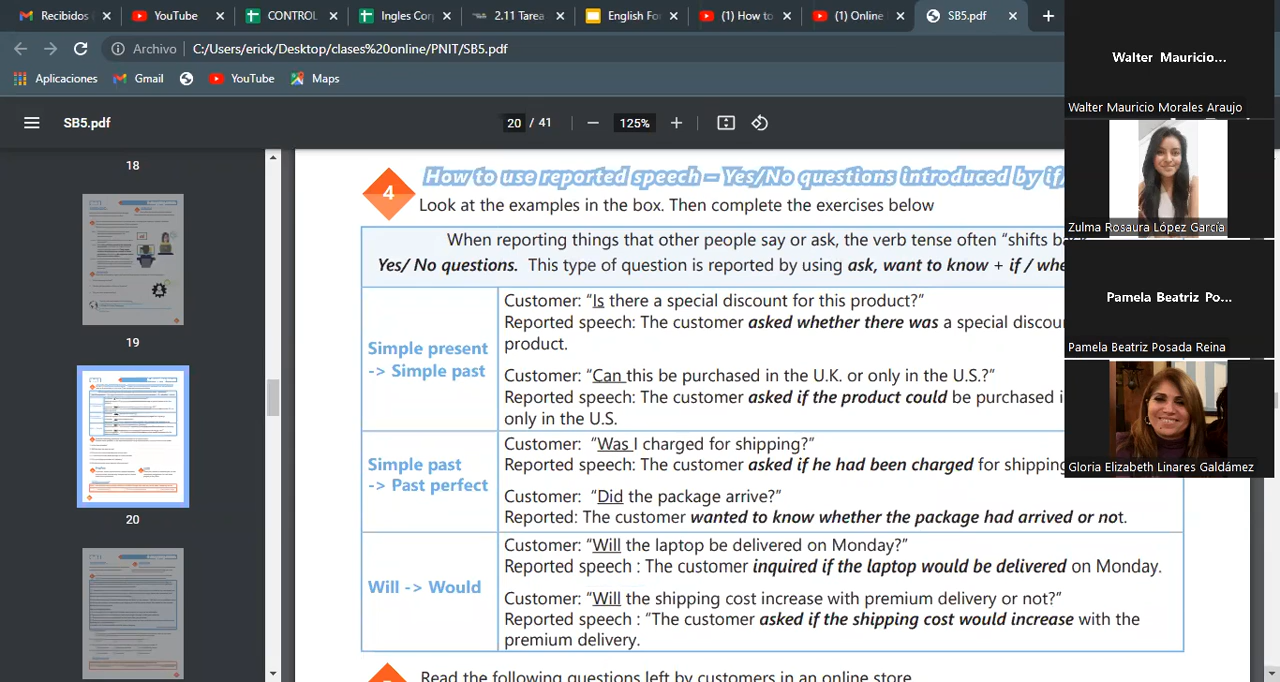 Recibidos
YouTube
CONTROL
Ingles Cor
2.11 Tarea
English Fo
(1) How to
(1) Online
SB5.pdf
Archivo
C:/Users/erick/Desktop/clases%20online/PNIT/SB5.pdf
Aplicaciones
Gmail
YouTube
Maps
SB5.pdf
20 / 41
125%
18
19
20
4
How to use reported speech – Yes/No questions introduced by if/
Look at the examples in the box. Then complete the exercises below
When reporting things that other people say or ask, the verb tense often “shifts
Yes/ No questions. This type of question is reported by using ask, want to know + if /
Simple present
-> Simple past
Customer: “Is there a special discount for this product?”
Reported speech: The customer asked whether there was a special
product.
Customer: “Can this be purchased in the U.K. or only in the U.S.?”
Reported speech: The customer asked if the product could be purchased
only in the U.S.
Simple past
-> Past perfect
Customer: “Was I charged for shipping?”
Reported speech: The customer asked if it had been charged for shipping
Customer: “Did the package arrive?”
Reported: The customer wanted to know whether the package had arrived or not.
Will -> Would
Customer: “Will the laptop be delivered on Monday?”
Reported speech : The customer inquired if the laptop would be delivered on Monday.
Customer: “Will the shipping cost increase with premium delivery or not?”
Reported speech : “The customer asked if the shipping cost would increase with the
premium delivery.
Read the following questions left by customers in an online store
Walter Mauricio...
Walter Mauricio Morales Araujo
Zulma Rosaura López García
Pamela Beatriz Po...
Pamela Beatriz Posada Reina
Gloria Elizabeth Linares Galdámez